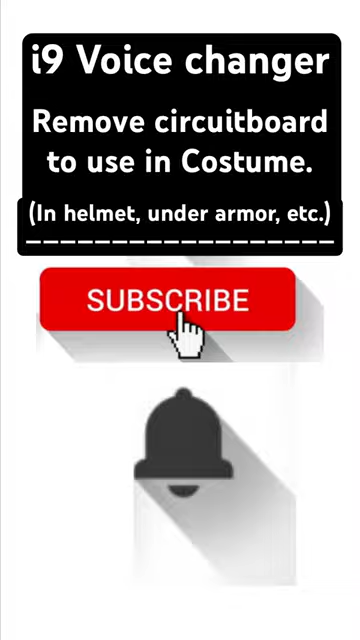 i9 Voice changer
Remove circuitboard
to use in Costume.
(In helmet, under armor, etc.)
SUBSCRIBE